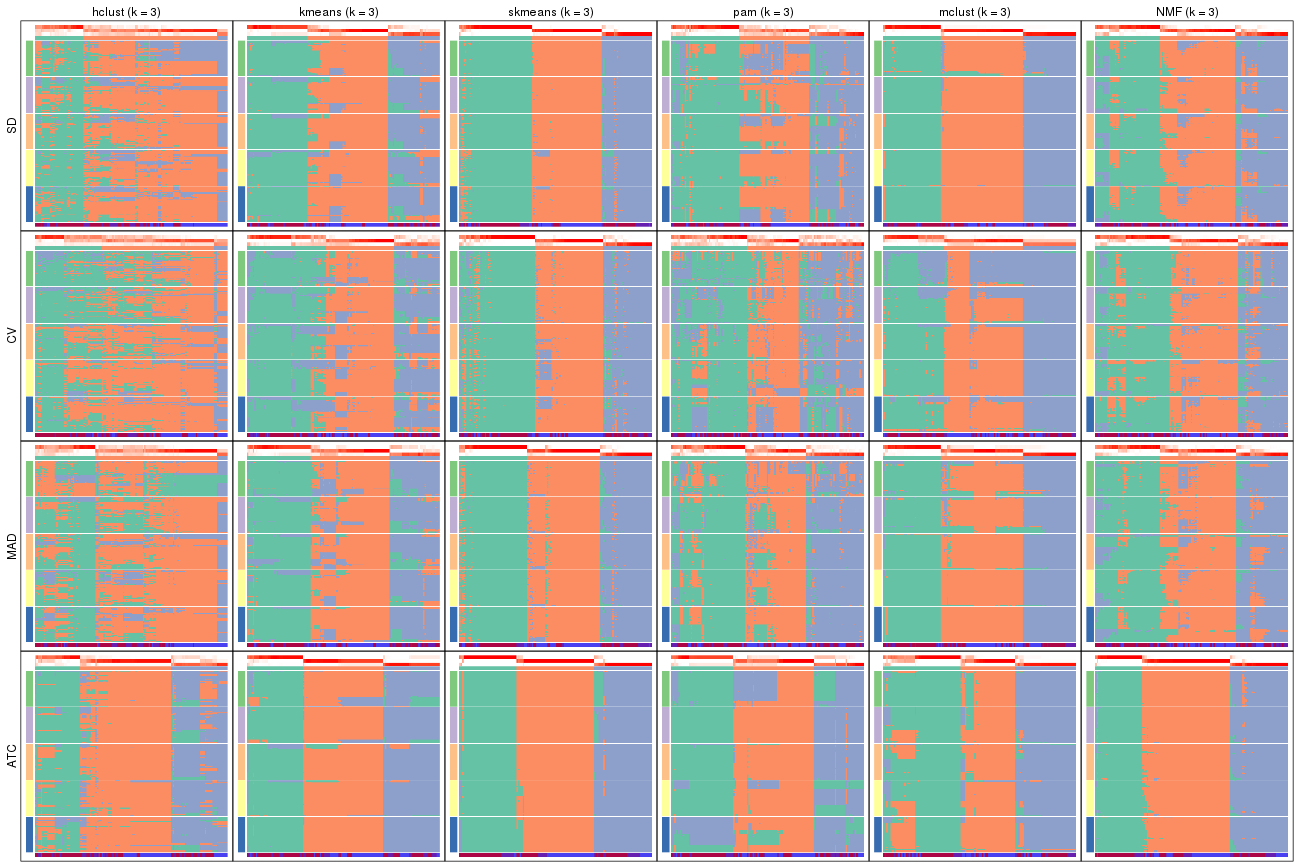 hclust (k = 3) kmeans (k = 3) skmeans (k = 3) pam (k = 3) mclust (k = 3) NMF (k = 3)
SD
CV
MAD
ATC